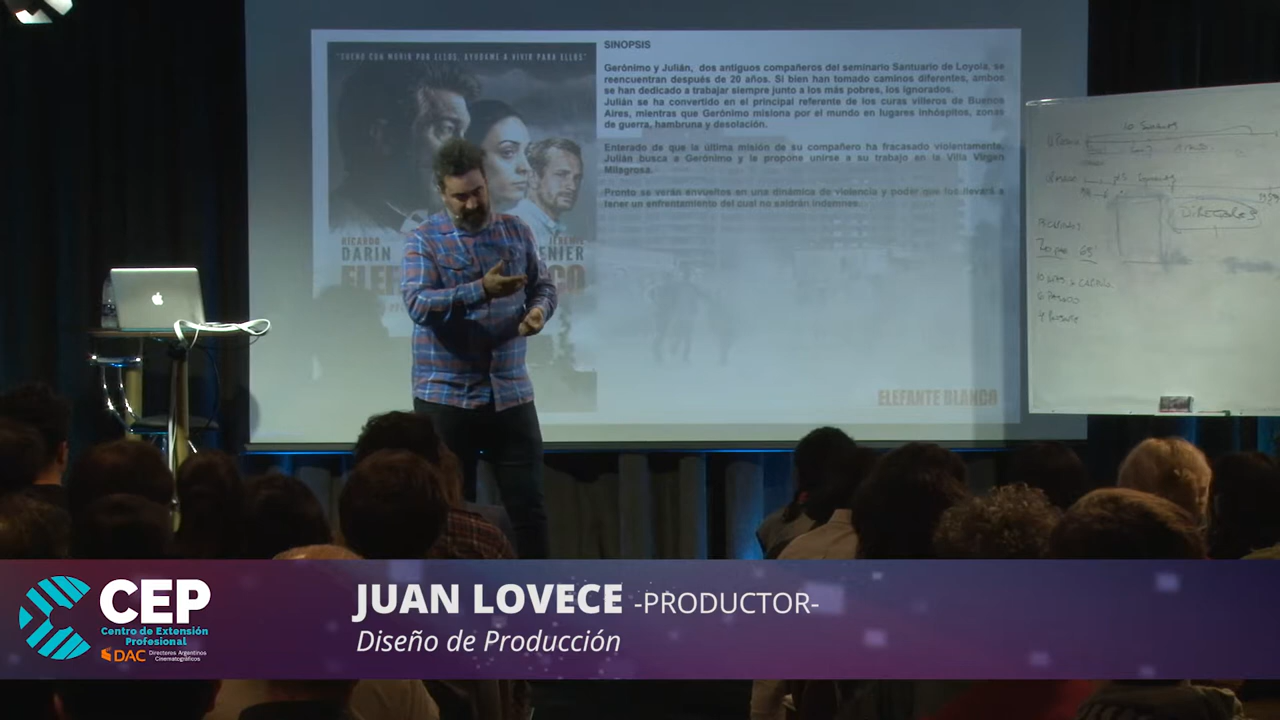 "SUEÑO CON MORIR POR ELLOS, AYUDAME A VIVIR PARA ELLOS"
RICARDO
DARIN
JEREMIE
RENIER
ELEFANTE BLANCO
SINOPSIS
Gerónimo y Julián, dos antiguos compañeros del seminario Santuario de Loyola, se
reencuentran después de 20 años. Si bien han tomado caminos diferentes, ambos
se han dedicado a trabajar siempre junto a los más pobres, los ignorados.
Julián se ha convertido en el principal referente de los curas villeros de Buenos
Aires, mientras que Gerónimo misiona por el mundo en lugares inhóspitos, zonas
de guerra, hambruna y desolación.
Enterado de que la última misión de su compañero ha fracasado violentamente,
Julián busca a Gerónimo y le propone unirse a su trabajo en la Villa Virgen
Milagrosa.
Pronto se verán envueltos en una dinámica de violencia y poder que los llevará a
tener un enfrentamiento del cual no saldrán indemnes.
ELEFANTE BLANCO
10 Semanas
CEP
Centro de Extensión
Profesional
DAC Directores Argentinos
Cinematográficos
JUAN LOVECE -PRODUCTOR-
Diseño de Producción